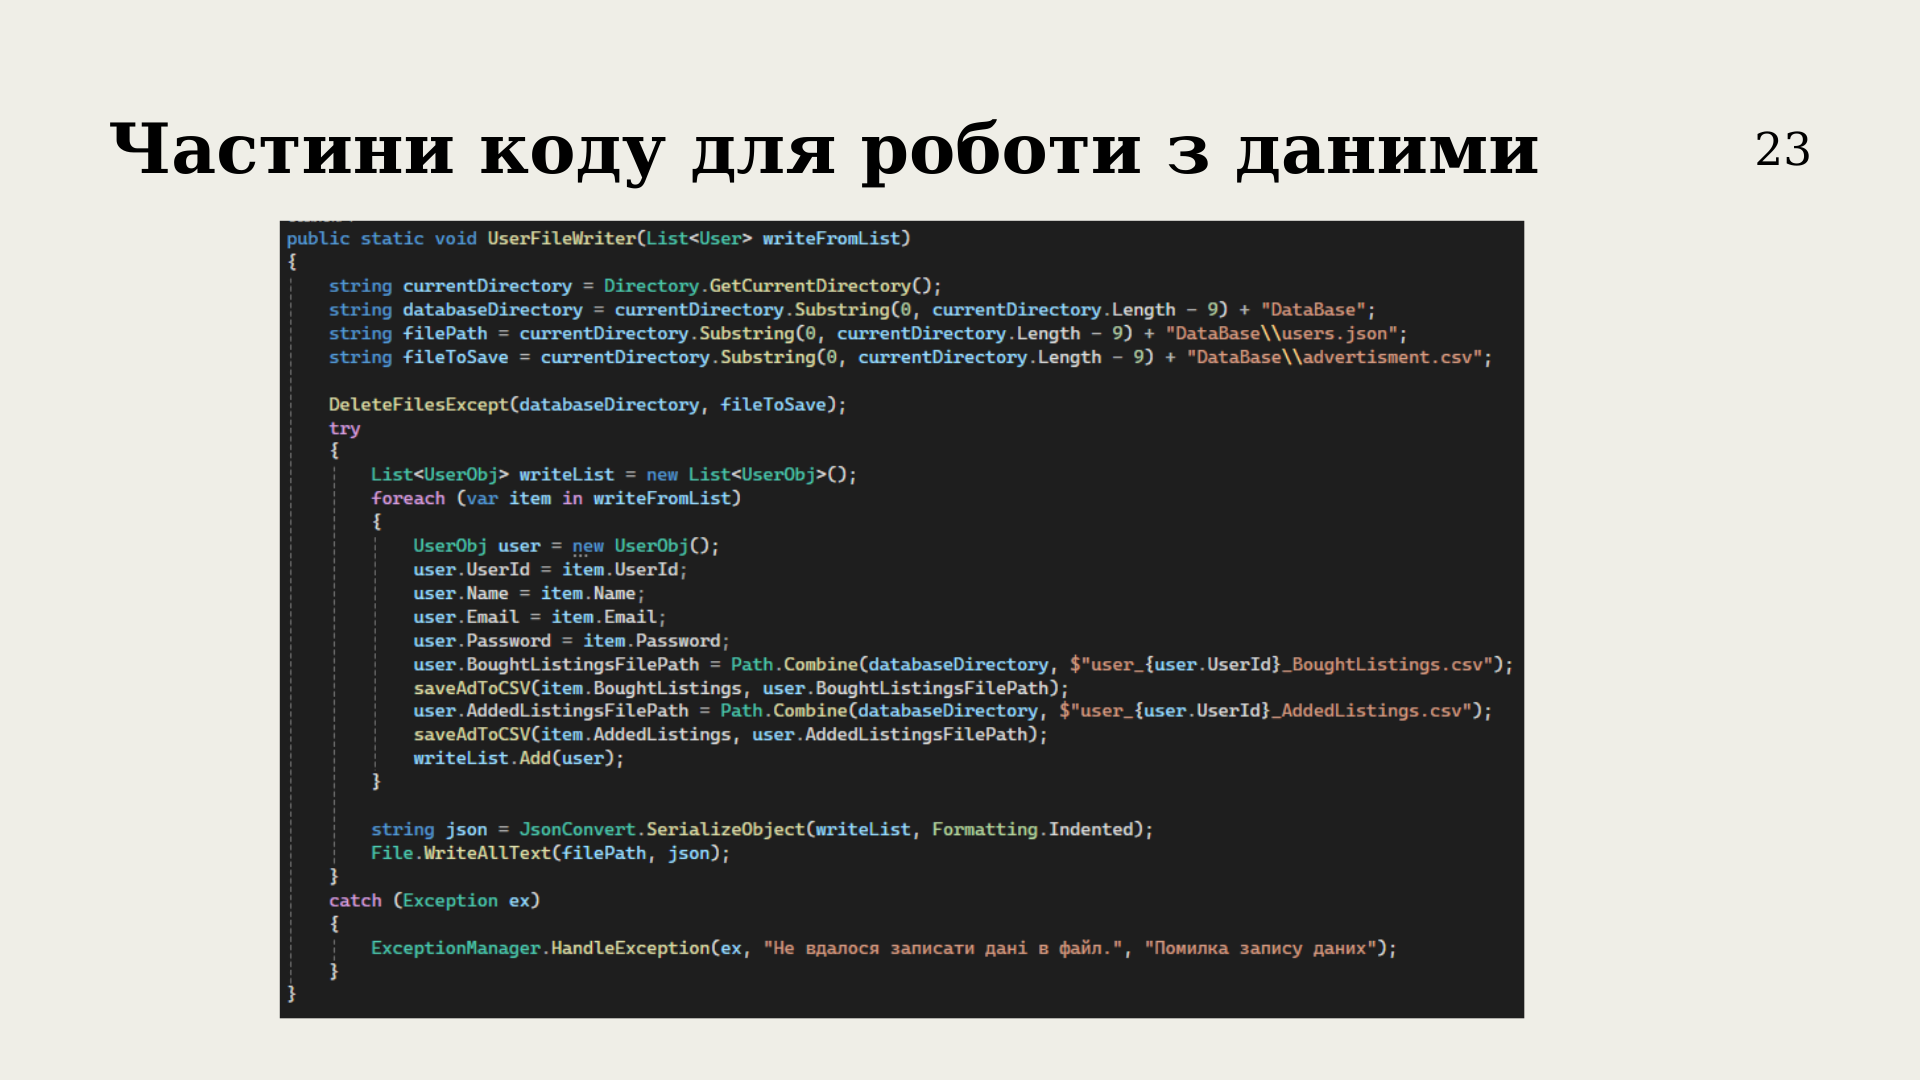 Частини коду для роботи з даними
23
public static void UserFileWriter(List<User> writeFromList)
{
    string currentDirectory = Directory.GetCurrentDirectory();
    string databaseDirectory = currentDirectory.Substring(0, currentDirectory.Length - 9) + "DataBase";
    string filePath = currentDirectory.Substring(0, currentDirectory.Length - 9) + "DataBase\\users.json";
    string fileToSave = currentDirectory.Substring(0, currentDirectory.Length - 9) + "DataBase\\advertisment.csv";
    DeleteFilesExcept(databaseDirectory, fileToSave);
    try
    {
        List<UserObj> writeList = new List<UserObj>();
        foreach (var item in writeFromList)
        {
            UserObj user = new UserObj();
            user.UserId = item.UserId;
            user.Name = item.Name;
            user.Email = item.Email;
            user.Password = item.Password;
            user.BoughtListingsFilePath = Path.Combine(databaseDirectory, $"user_{user.UserId}_BoughtListings.csv");
            saveAdToCSV(item.BoughtListings, user.BoughtListingsFilePath);
            user.AddedListingsFilePath = Path.Combine(databaseDirectory, $"user_{user.UserId}_AddedListings.csv");
            saveAdToCSV(item.AddedListings, user.AddedListingsFilePath);
            writeList.Add(user);
        }
        string json = JsonConvert.SerializeObject(writeList, Formatting.Indented);
        File.WriteAllText(filePath, json);
    }
    catch (Exception ex)
    {
        ExceptionManager.HandleException(ex, "Не вдалося записати дані в файл.", "Помилка запису даних");
    }
}